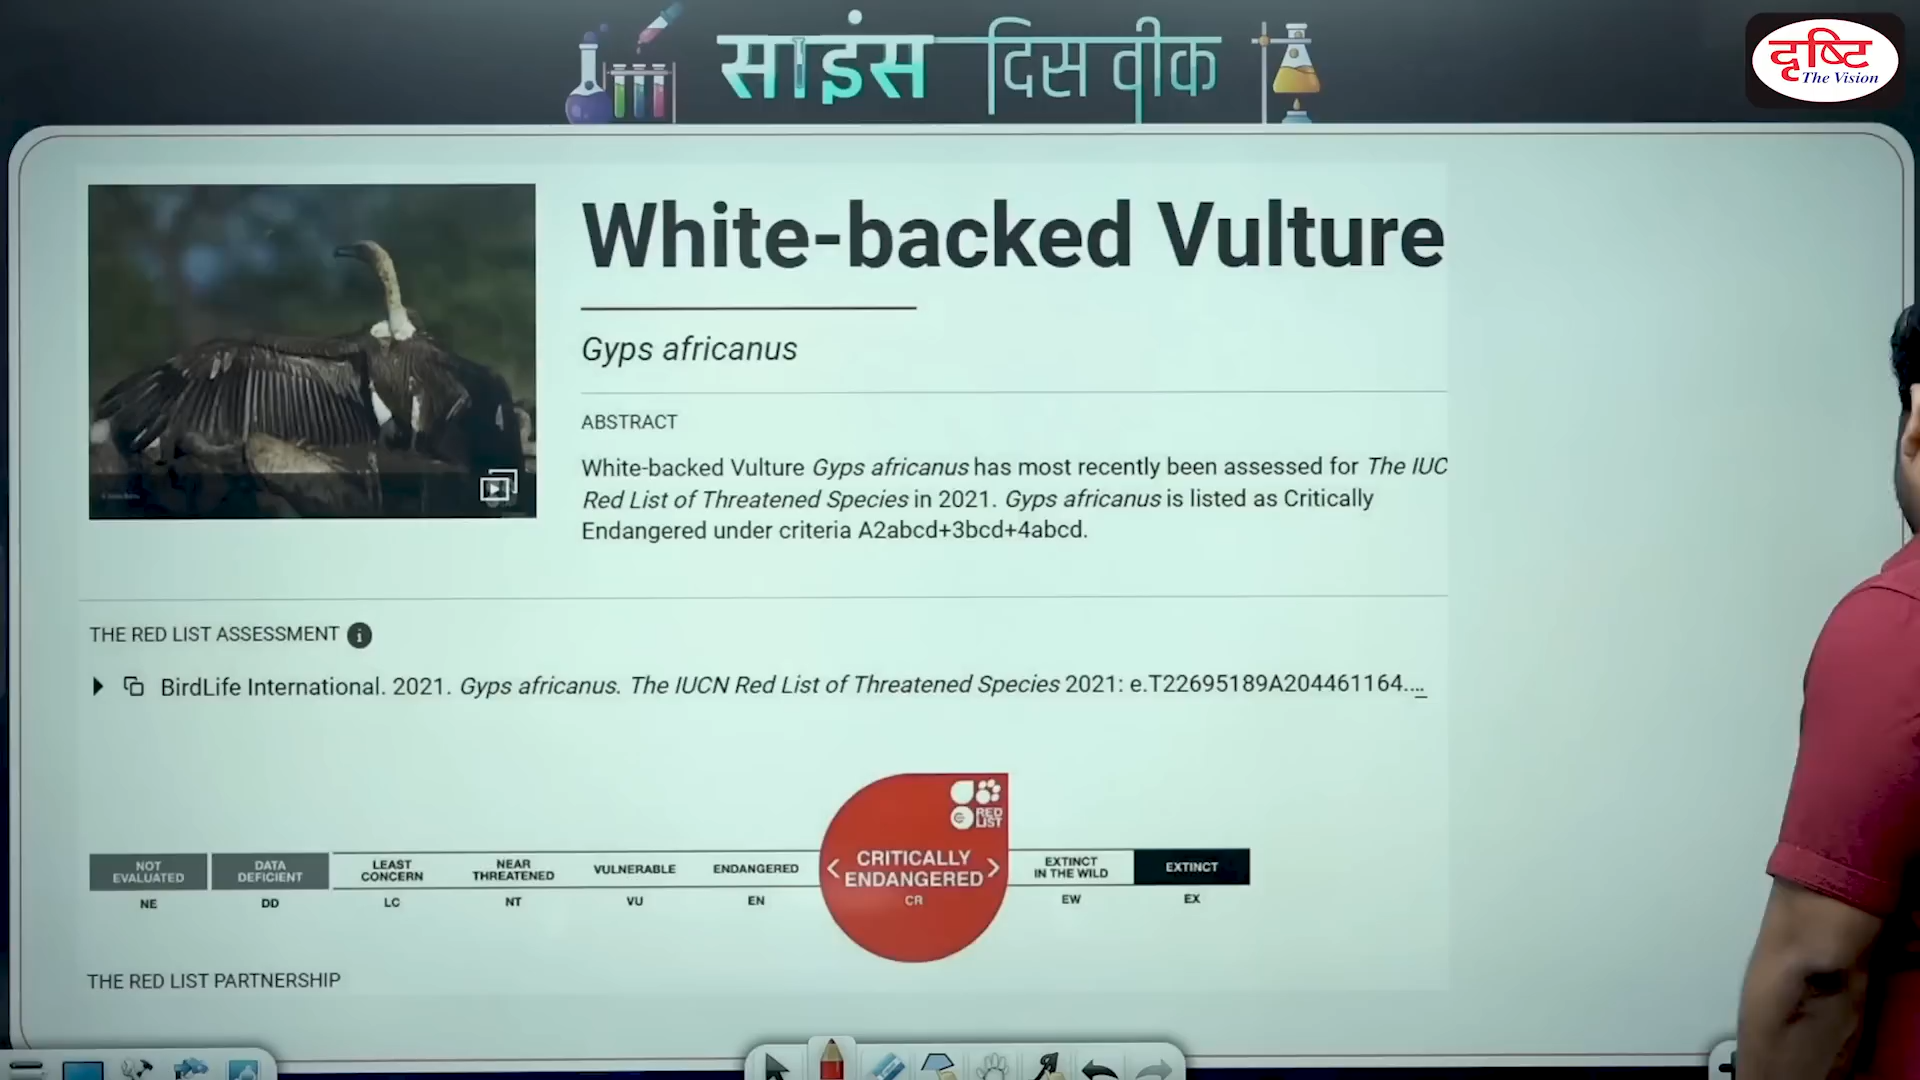 साइंस दिस वीक
दृष्टि
The Vision
White-backed Vulture
Gyps africanus
ABSTRACT
White-backed Vulture Gyps africanus has most recently been assessed for The IUC
Red List of Threatened Species in 2021. Gyps africanus is listed as Critically
Endangered under criteria A2abcd+3bcd+4abcd.
THE RED LIST ASSESSMENT
BirdLife International. 2021. Gyps africanus. The IUCN Red List of Threatened Species 2021: e.T22695189A204461164....
RED
LIST
NOT
EVALUATED
NE
DATA
DEFICIENT
DD
LEAST
CONCERN
LC
NEAR
THREATENED
NT
VULNERABLE
VU
ENDANGERED
EN
CRITICALLY
ENDANGERED
CR
EXTINCT
IN THE WILD
EW
EXTINCT
EX
THE RED LIST PARTNERSHIP